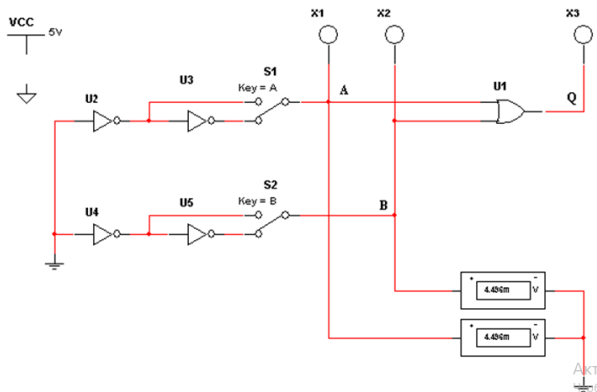 X1
X2
X3
VCC
5V
S1
U3
Key = A
A
U1
U2
Q
S2
Key = B
U4
U5
B
+
-
4.496m
V
+
-
4.496m
V